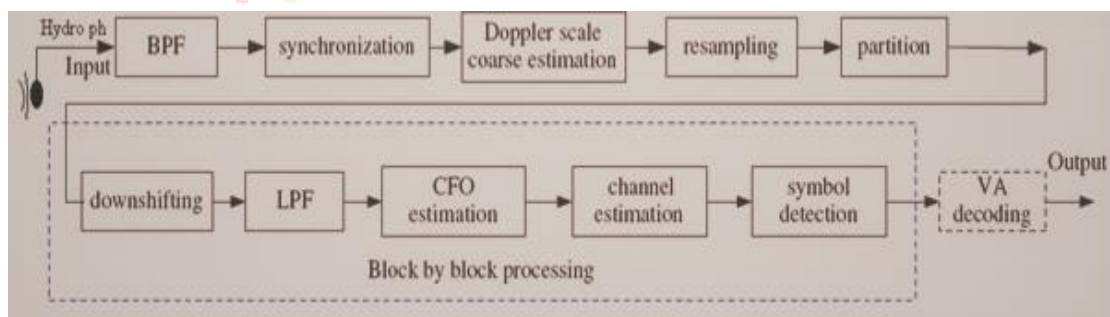 Hydro ph
Input
BPF
synchronization
Doppler scale
coarse estimation
resampling
partition
downshifting
LPF
CFO
estimation
channel
estimation
symbol
detection
VA
decoding
Output
Block by block processing